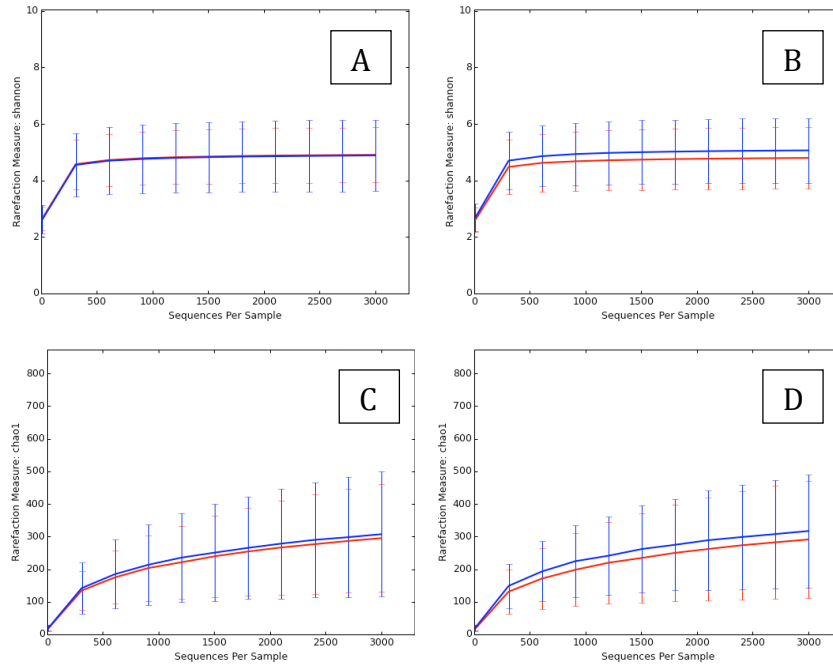 10
8
6
4
2
0
Rarefaction Measure: shannon
0 500 1000 1500 2000 2500 3000
Sequences Per Sample
A
10
8
6
4
2
0
Rarefaction Measure: shannon
0 500 1000 1500 2000 2500 3000
Sequences Per Sample
B
800
700
600
500
400
300
200
100
0
Rarefaction Measure: chao1
0 500 1000 1500 2000 2500 3000
Sequences Per Sample
C
800
700
600
500
400
300
200
100
0
Rarefaction Measure: chao1
0 500 1000 1500 2000 2500 3000
Sequences Per Sample
D